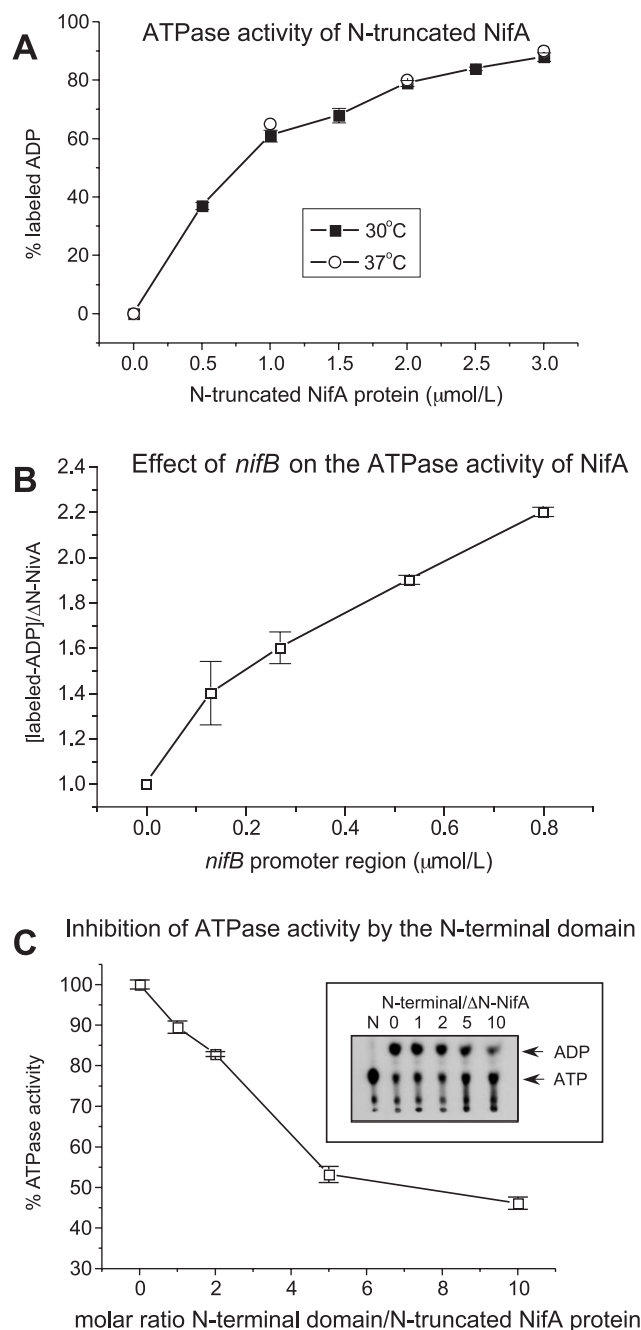 A
ATPase activity of N-truncated NifA
100
80
60
40
20
0
% labeled ADP
30°C
37°C
0.0 0.5 1.0 1.5 2.0 2.5 3.0
N-truncated NifA protein (μmol/L)
B
Effect of nifB on the ATPase activity of NifA
2.4
2.2
2.0
1.8
1.6
1.4
1.2
1.0
[labeled-ADP]/ΔN-NivA
0.0 0.2 0.4 0.6 0.8
nifB promoter region (μmol/L)
C
Inhibition of ATPase activity by the N-terminal domain
100
90
80
70
60
50
40
30
% ATPase activity
N-terminal/ΔN-NifA
N 0 1 2 5 10
ADP
ATP
0 2 4 6 8 10
molar ratio N-terminal domain/N-truncated NifA protein